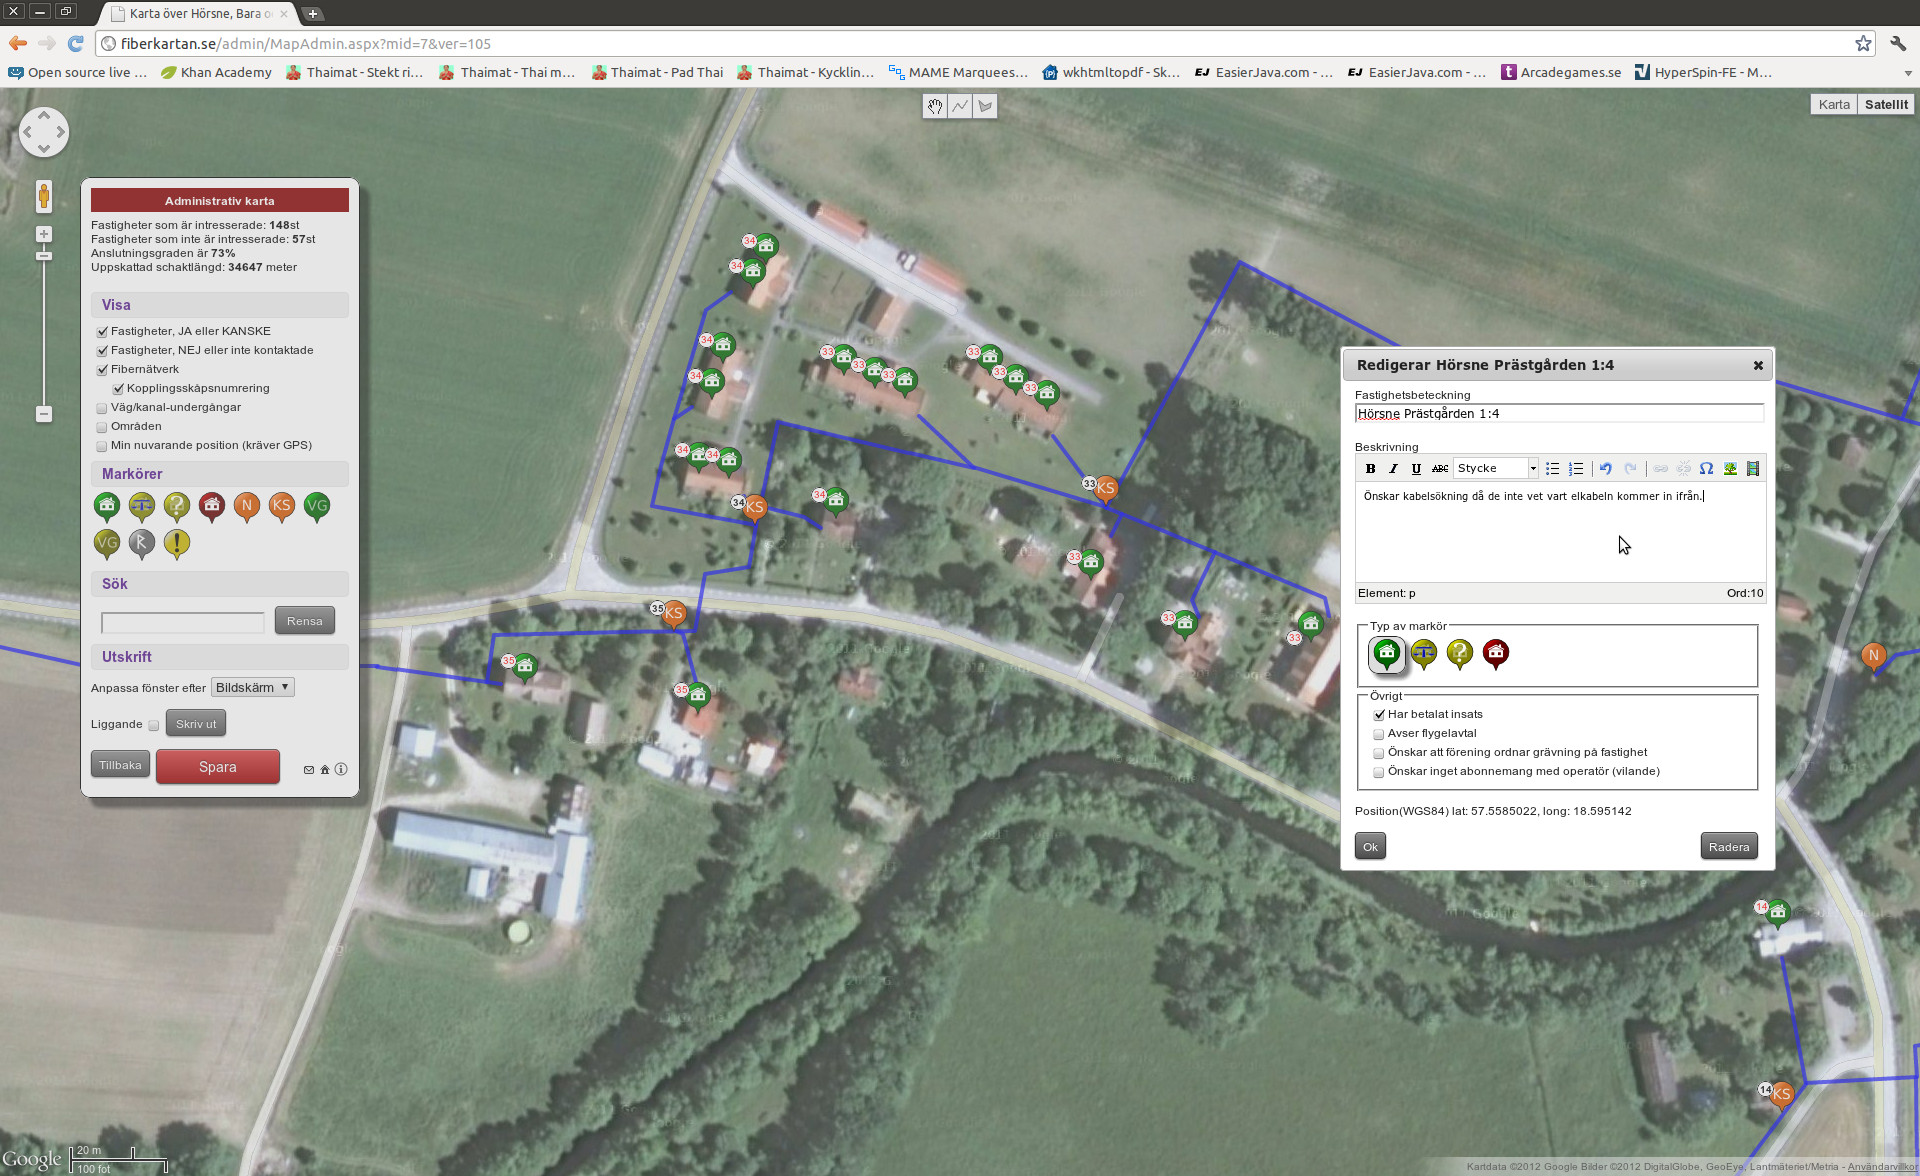 Karta över Hörsne, Bara o
fiberkartan.se/admin/MapAdmin.aspx?mid=7&ver=105
Open source live ...
Khan Academy
Thaimat - Stekt ri...
Thaimat - Thai m...
Thaimat - Pad Thai
Thaimat - Kycklin...
MAME Marquees...
wkhtmltopdf - Sk...
EJ EasierJava.com - ...
EJ EasierJava.com - ...
t Arcadegames.se
HyperSpin-FE - M...
Karta Satellit
Administrativ karta
Fastigheter som är intresserade: 148st
Fastigheter som inte är intresserade: 57st
Anslutningsgraden är 73%
Uppskattad schaktlängd: 34647 meter
Visa
Fastigheter, JA eller KANSKE
Fastigheter, NEJ eller inte kontaktade
Fibernätverk
Kopplingsskåpsnumrering
Väg/kanal-undergångar
Områden
Min nuvarande position (kräver GPS)
Markörer
? N KS VG
VG R !
Sök
Rensa
Utskrift
Anpassa fönster efter Bildskärm ▼
Liggande Skriv ut
Tillbaka Spara
34
34
34
34
34 34
34 KS
34
33 33 33
33 33 33
33 KS
33
33
33
35 KS
35
35
N
14
14 KS
Redigerar Hörsne Prästgården 1:4
Fastighetsbeteckning
Hörsne Prästgården 1:4
Beskrivning
B I U ABC Stycke
Önskar kabelsökning då de inte vet vart elkabeln kommer in ifrån.
Element: p Ord:10
Typ av markör
?
Övrigt
Har betalat insats
Avser flygelavtal
Önskar att förening ordnar grävning på fastighet
Önskar inget abonnemang med operatör (vilande)
Position(WGS84) lat: 57.5585022, long: 18.595142
Ok Radera
Google
20 m
100 fot
Kartdata ©2012 Google Bilder ©2012 DigitalGlobe, GeoEye, Lantmäteriet/Metria - Användarvillkor